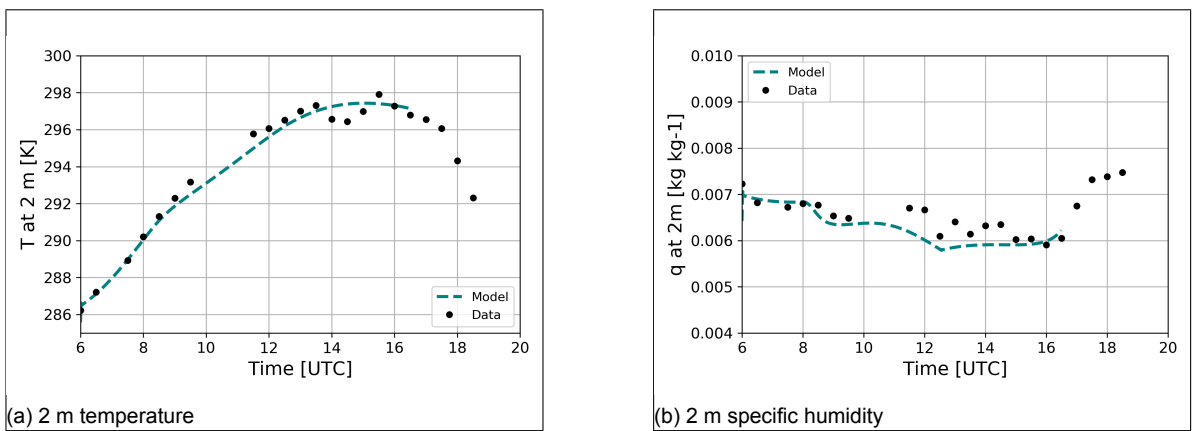 300
298
296
294
292
290
288
286
T at 2 m [K]
6 8 10 12 14 16 18 20
Time [UTC]
Model
Data
(a) 2 m temperature
0.010
0.009
0.008
0.007
0.006
0.005
0.004
q at 2m [kg kg-1]
Model
Data
6 8 10 12 14 16 18 20
Time [UTC]
(b) 2 m specific humidity